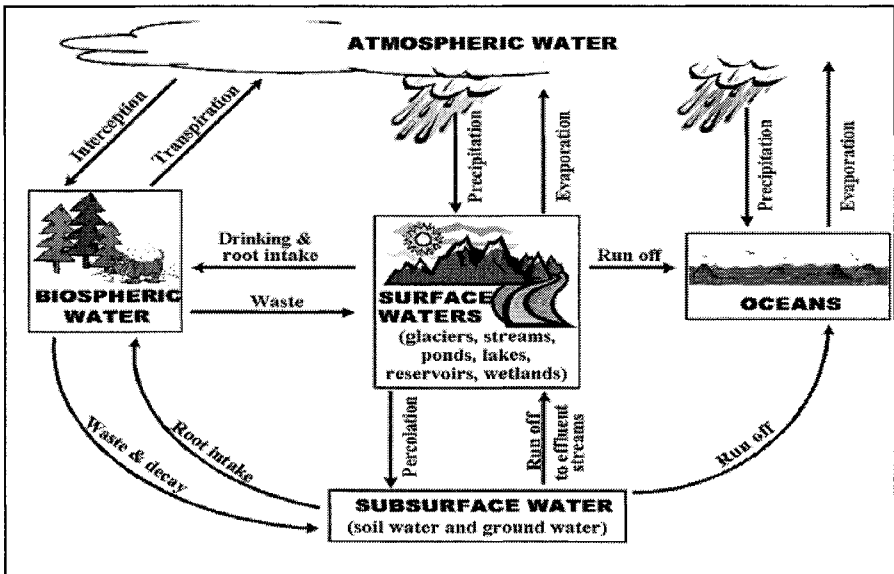 ATMOSPHERIC WATER
Interception
Transpiration
Precipitation
Evaporation
Precipitation
Evaporation
Drinking &
root intake
Waste
BIOSPHERIC
WATER
SURFACE
WATERS
(glaciers, streams,
ponds, lakes,
reservoirs, wetlands)
Run off
OCEANS
Waste & decay
Root intake
Percolation
Run off
to effluent
streams
Run off
SUBSURFACE WATER
(soil water and ground water)